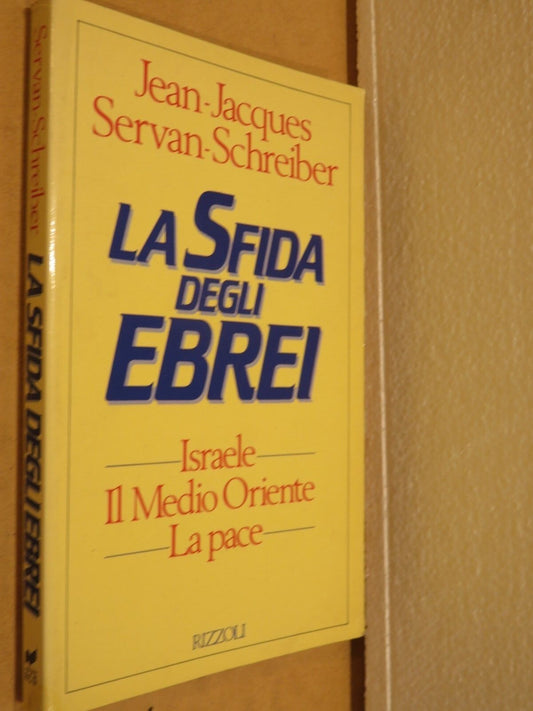 Jean-Jacques
Servan-Schreiber
LA SFIDA
DEGLI
EBREI
Israele
Il Medio Oriente
La pace
RIZZOLI
Servan-Schreiber
LA SFIDA DEGLI EBREI